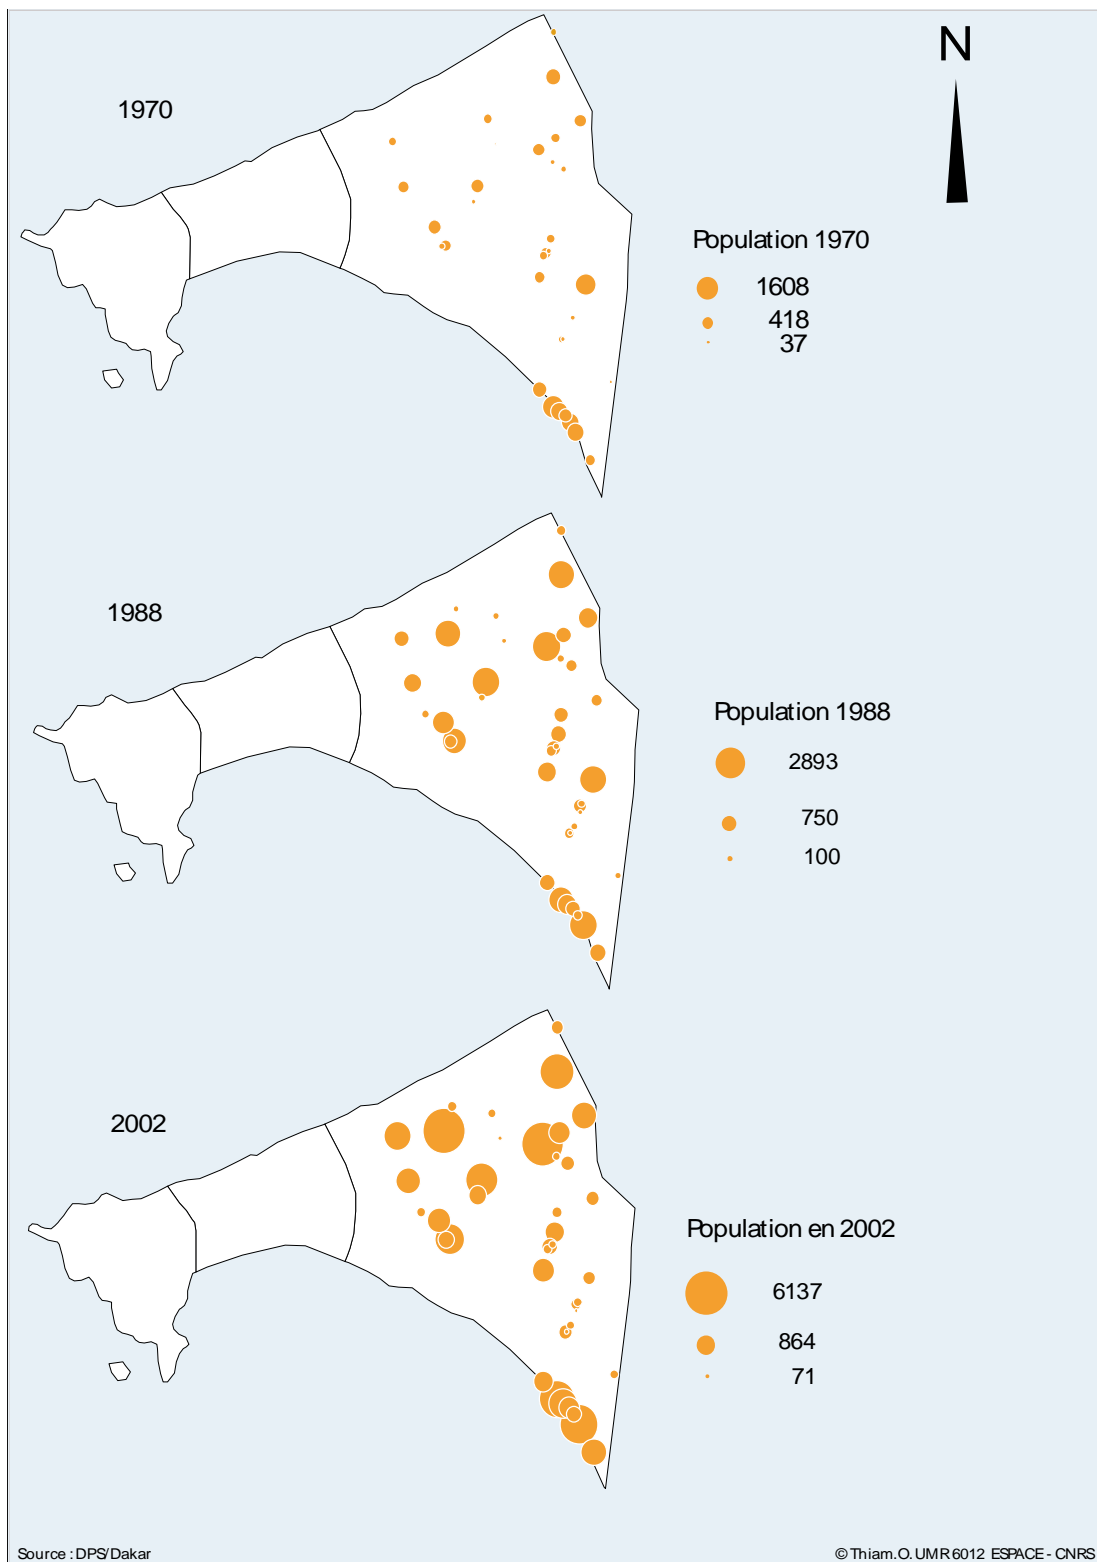 N
1970
Population 1970
1608
418
37
1988
Population 1988
2893
750
100
2002
Population en 2002
6137
864
71
Source : DPS/Dakar
© Thiam.O. UMR 6012 ESPACE - CNRS